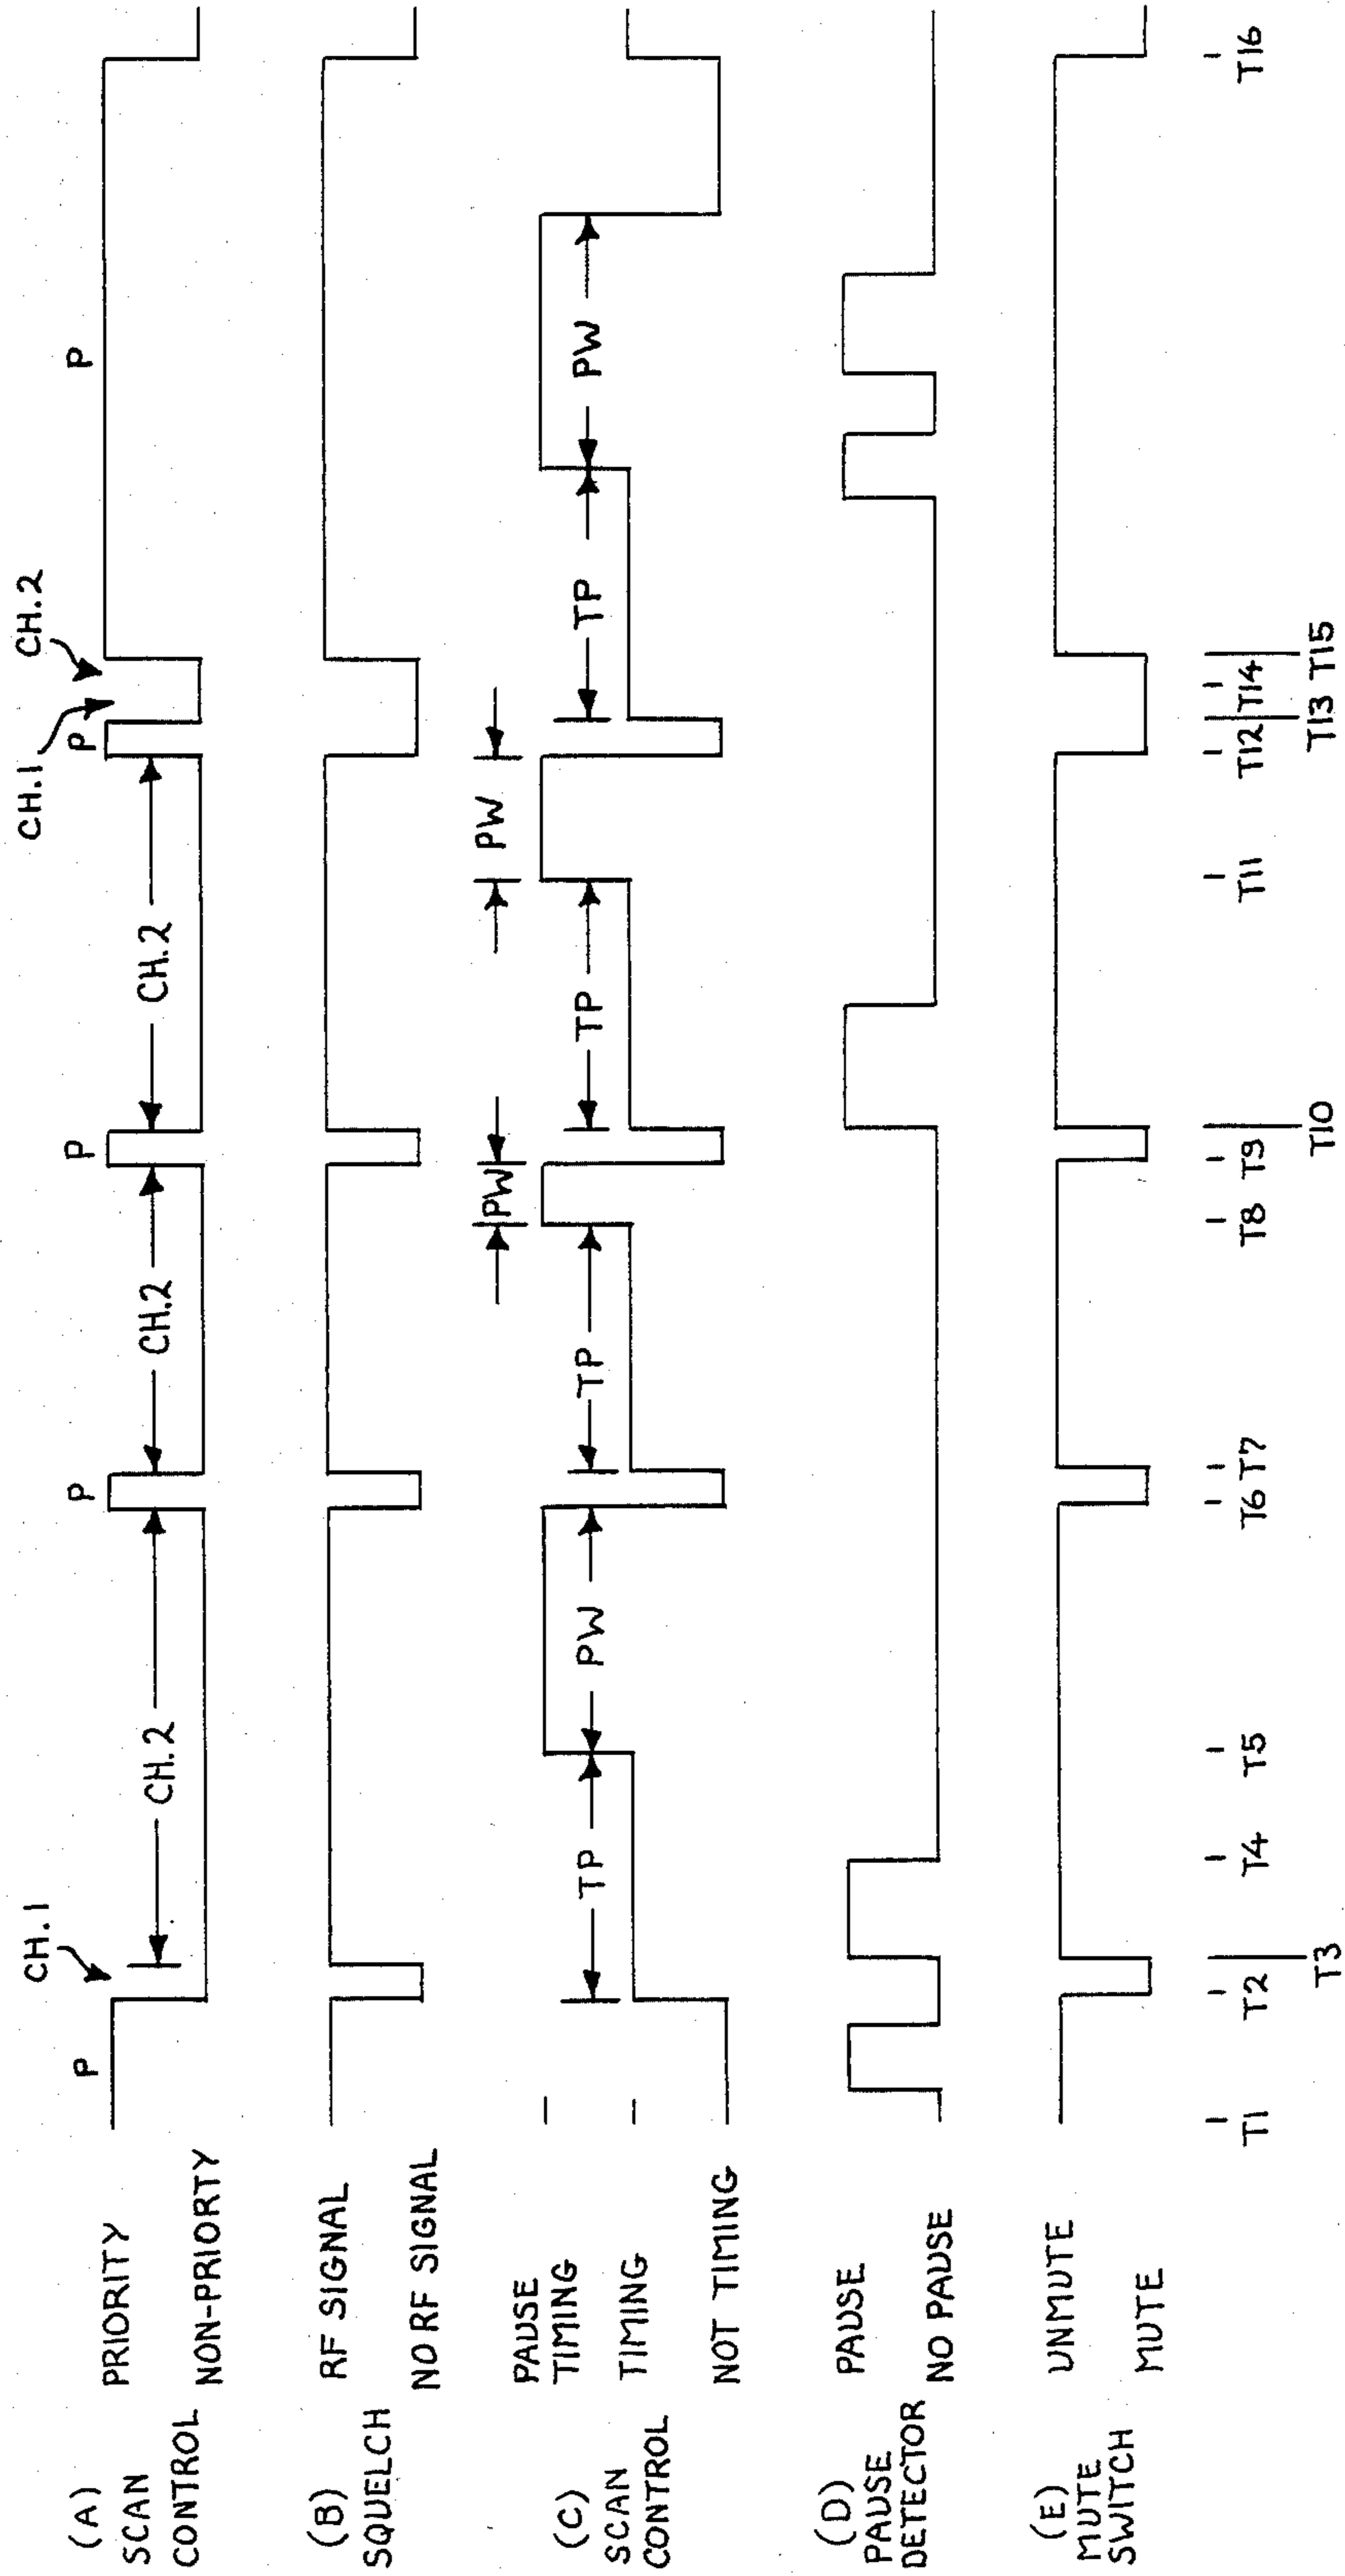 (A)
SCAN
CONTROL
PRIORITY
NON-PRIORTY
P
CH.1
CH.2
P
CH.2
P
CH.2
P
CH.1
CH.2
P
(B)
SQUELCH
RF SIGNAL
NO RF SIGNAL
(C)
SCAN
CONTROL
PAUSE
TIMING
TIMING
NOT TIMING
TP
PW
TP
PW
TP
PW
TP
PW
(D)
PAUSE
DETECTOR
PAUSE
NO PAUSE
(E)
MUTE
SWITCH
UNMUTE
MUTE
T1
T2
T3
T4
T5
T6
T7
T8
T9
T10
T11
T12
T13
T14
T15
T16